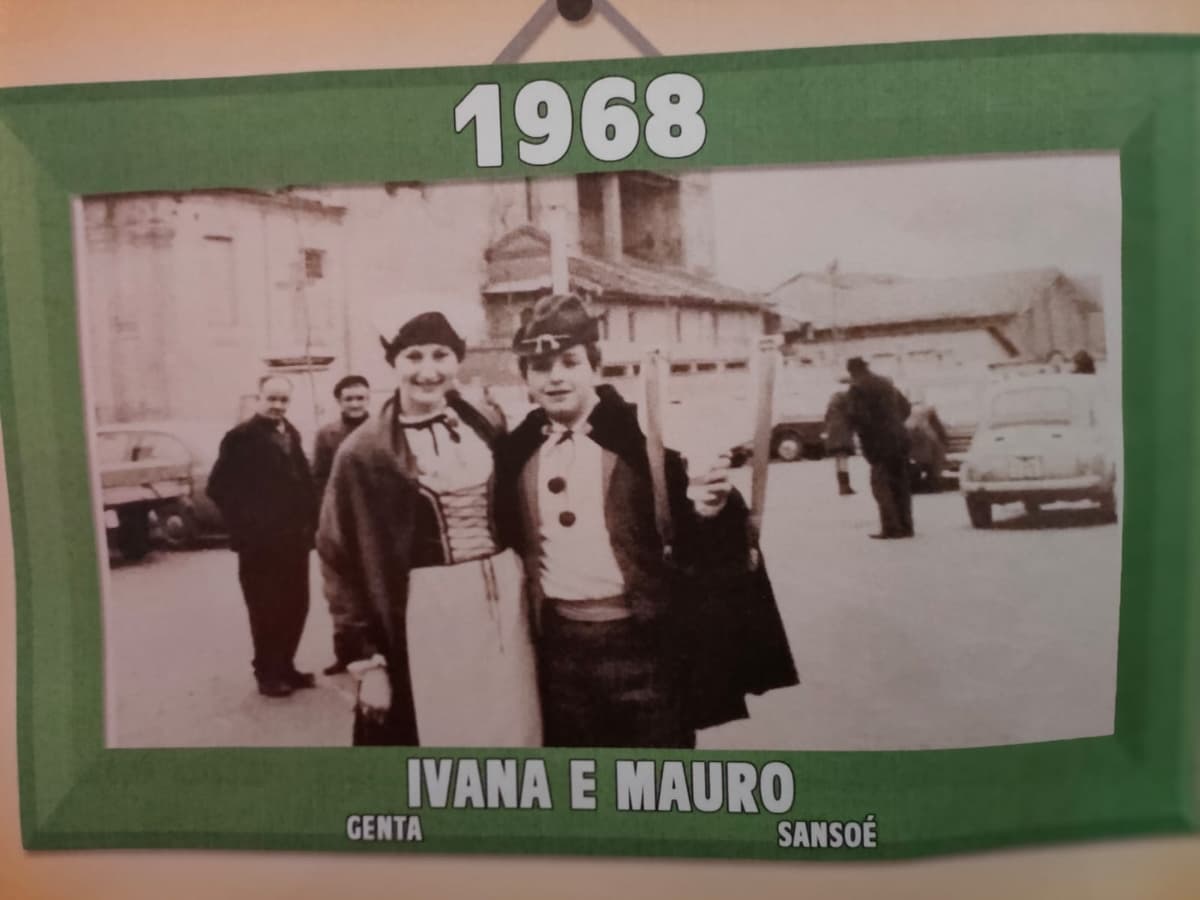 1968
IVANA E MAURO
GENTA SANSOÉ